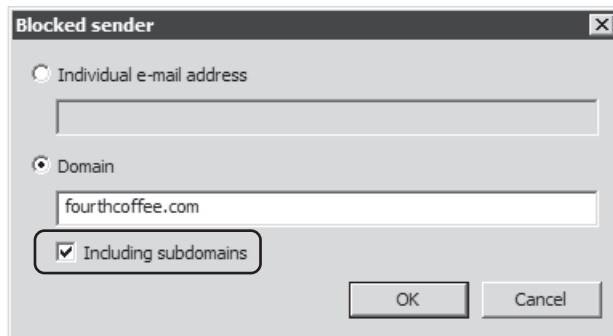 Blocked sender
Individual e-mail address
Domain
fourthcoffee.com
Including subdomains
OK Cancel